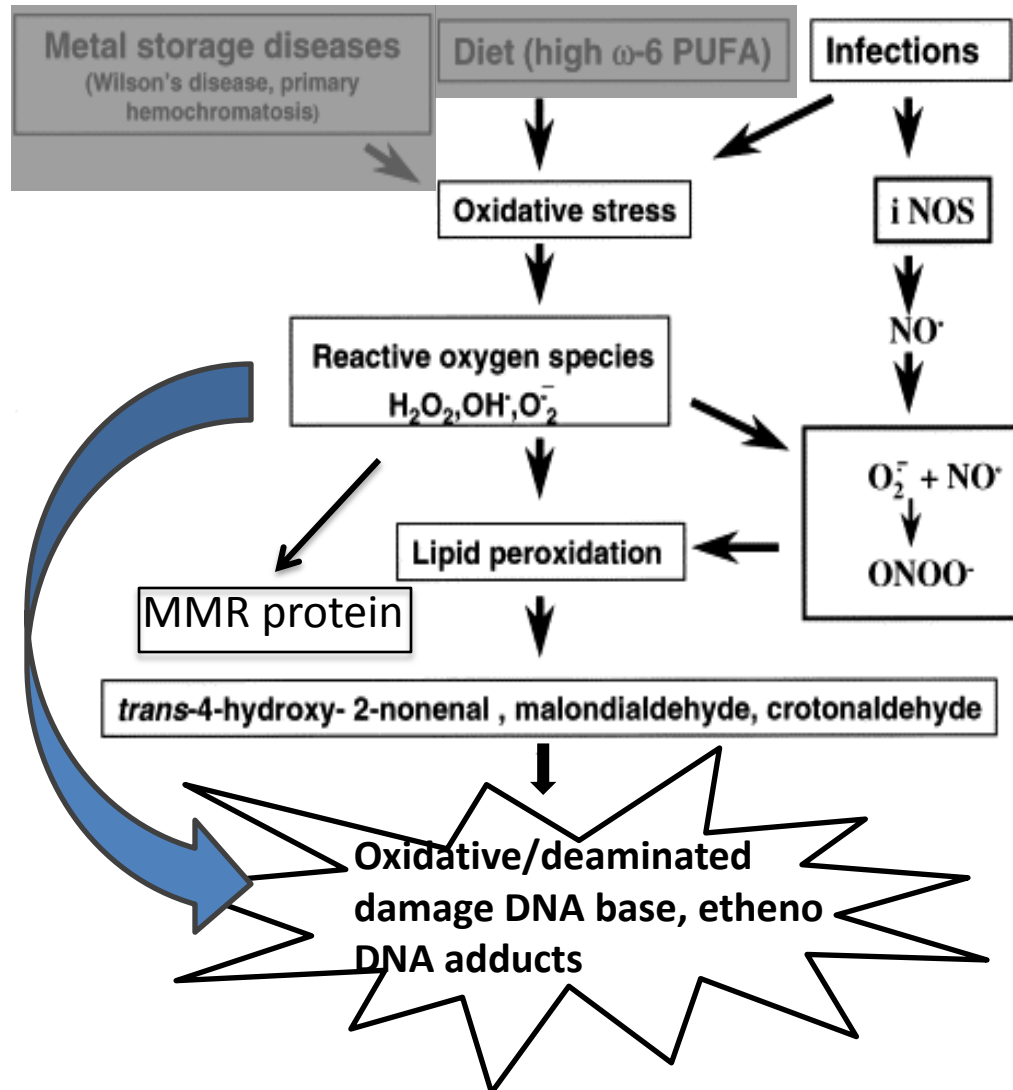 Metal storage diseases
(Wilson's disease, primary
hemochromatosis)
Diet (high ω-6 PUFA)
Infections
Oxidative stress
i NOS
NO•
Reactive oxygen species
H₂O₂,OH•,O•₂⁻
O₂•⁻ + NO•
ONOO⁻
Lipid peroxidation
MMR protein
trans-4-hydroxy- 2-nonenal , malondialdehyde, crotonaldehyde
Oxidative/deaminated
damage DNA base, etheno
DNA adducts